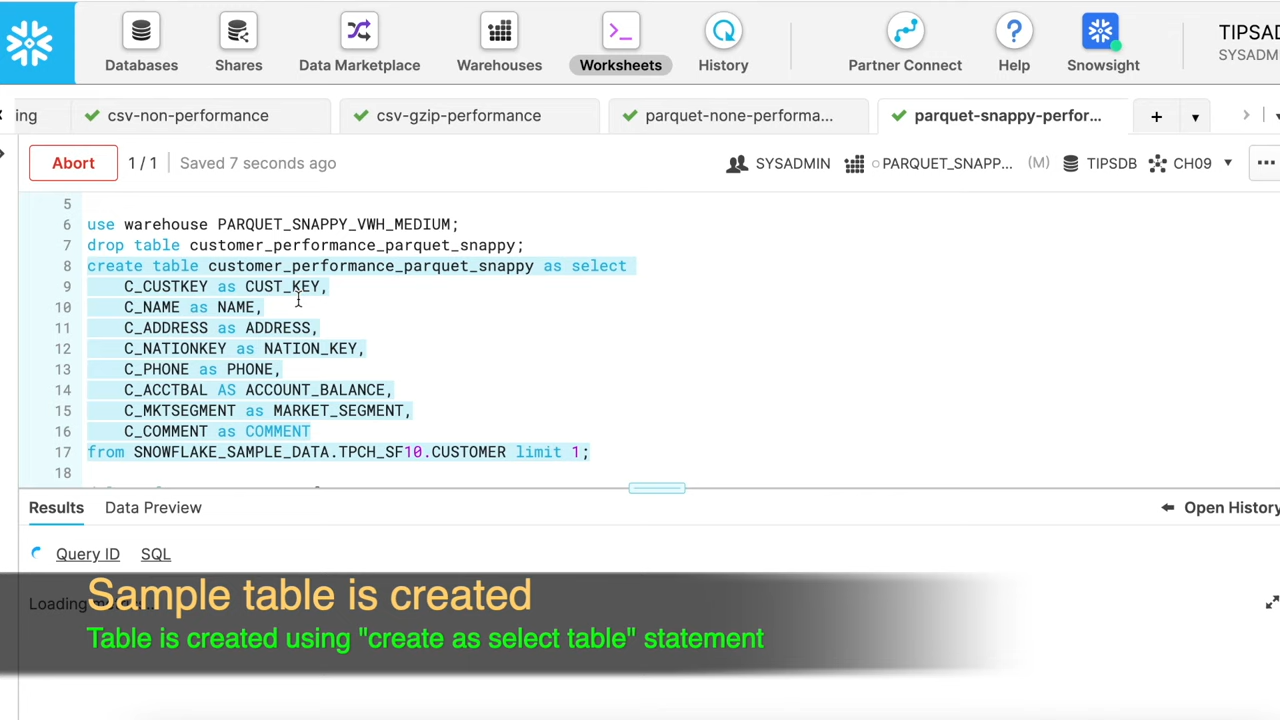 Databases
Shares
Data Marketplace
Warehouses
Worksheets
History
Partner Connect
Help
Snowsight
TIPSAD
SYSADM
ing
csv-non-performance
csv-gzip-performance
parquet-none-performa...
parquet-snappy-perfor...
+
Abort
1 / 1
Saved 7 seconds ago
SYSADMIN
PARQUET_SNAPP...
(M)
TIPSDB
CH09
5
6 use warehouse PARQUET_SNAPPY_VWH_MEDIUM;
7 drop table customer_performance_parquet_snappy;
8 create table customer_performance_parquet_snappy as select
9 C_CUSTKEY as CUST_KEY,
10 C_NAME as NAME,
11 C_ADDRESS as ADDRESS,
12 C_NATIONKEY as NATION_KEY,
13 C_PHONE as PHONE,
14 C_ACCTBAL AS ACCOUNT_BALANCE,
15 C_MKTSEGMENT as MARKET_SEGMENT,
16 C_COMMENT as COMMENT
17 from SNOWFLAKE_SAMPLE_DATA.TPCH_SF10.CUSTOMER limit 1;
18
Results
Data Preview
Open History
Query ID
SQL
Loading
Sample table is created
Table is created using "create as select table" statement